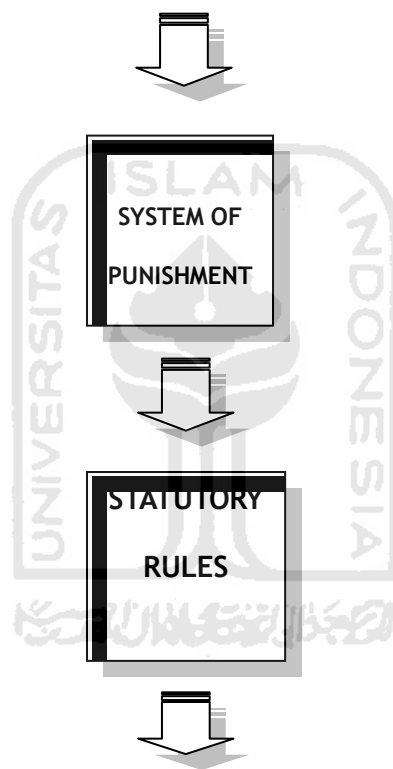 SYSTEM OF
PUNISHMENT
STATUTORY
RULES
ISLAM
UNIVERSITAS
INDONESIA